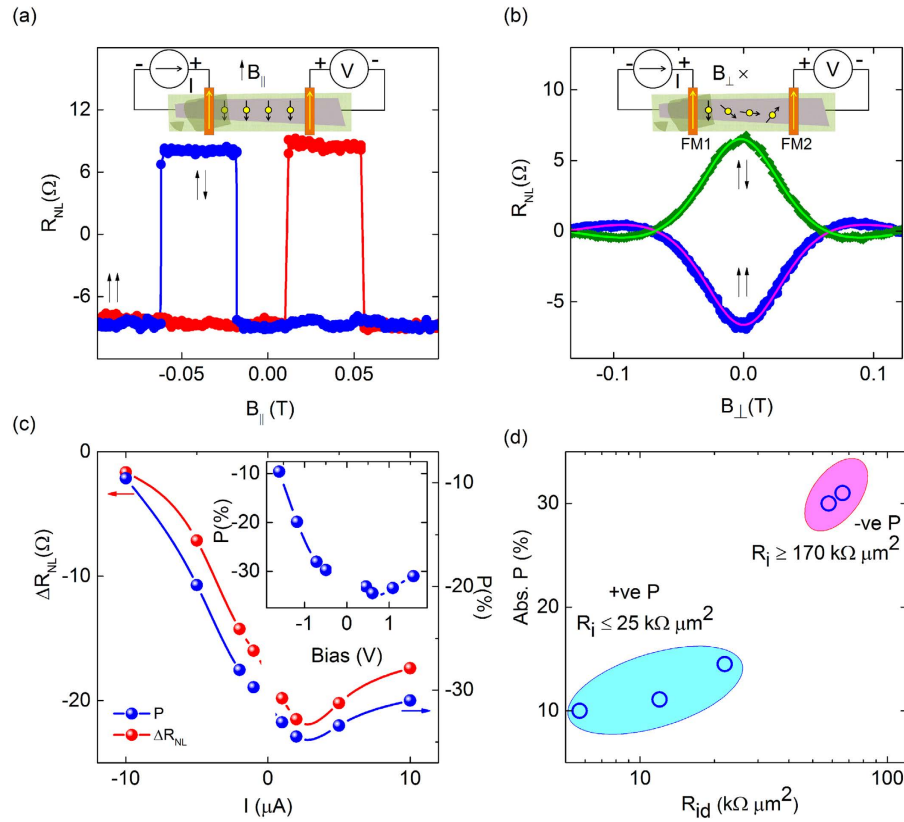 (a)
- + I + V -
↑ B∥
12
6
0
-6
R_NL(Ω)
↑↓
↑↑
-0.05 0.00 0.05
B∥ (T)
(b)
- + I + V -
B⊥ ×
FM1 FM2
10
5
0
-5
R_NL(Ω)
↑↓
↑↑
-0.1 0.0 0.1
B⊥(T)
(c)
0
-10
-20
ΔR_NL(Ω)
-10
-20
-30
P(%)
-10
-20
-30
P(%)
-1 0 1
Bias (V)
P
ΔR_NL
-10 -5 0 5 10
I (μA)
(d)
30
20
10
Abs. P (%)
-ve P
R_i ≥ 170 kΩ μm²
+ve P
R_i ≤ 25 kΩ μm²
10 100
R_id (kΩ μm²)